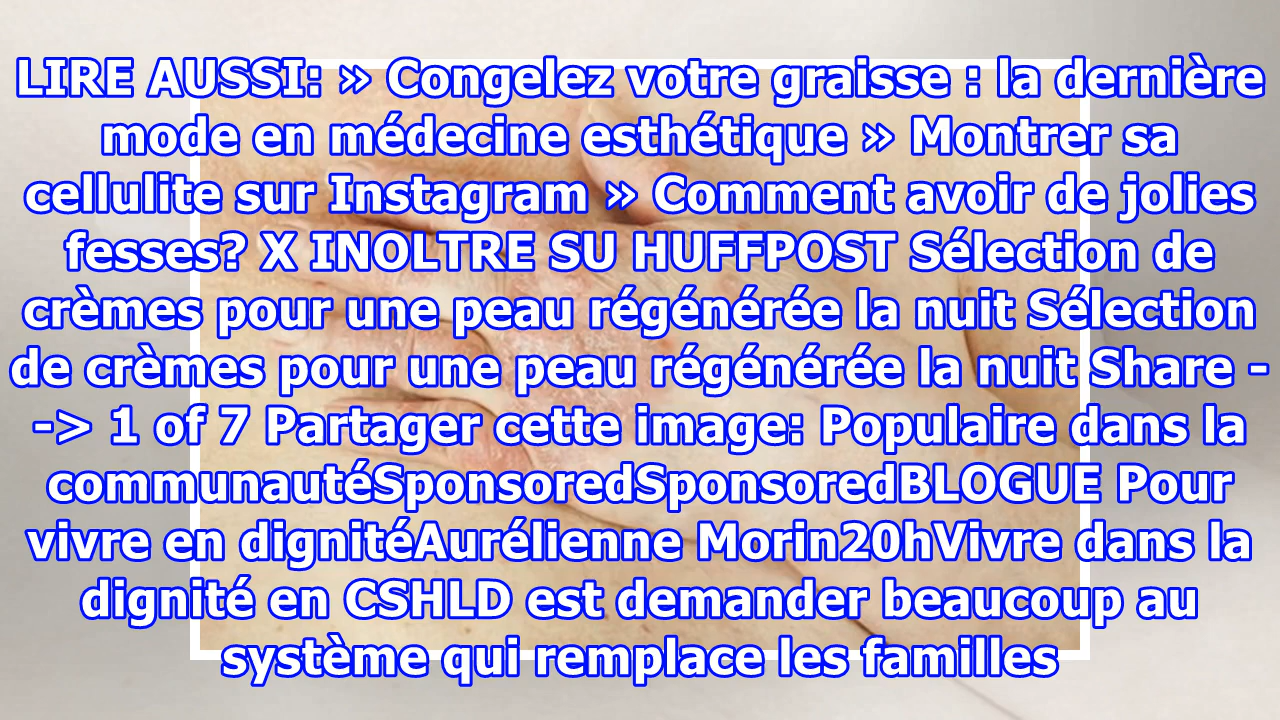 LIRE AUSSI: » Congelez votre graisse : la dernière
mode en médecine esthétique » Montrer sa
cellulite sur Instagram » Comment avoir de jolies
fesses? X INOLTRE SU HUFFPOST Sélection de
crèmes pour une peau régénérée la nuit Sélection
de crèmes pour une peau régénérée la nuit Share -
-> 1 of 7 Partager cette image: Populaire dans la
communautéSponsoredSponsoredBLOGUE Pour
vivre en dignitéAurélienne Morin20hVivre dans la
dignité en CSHLD est demander beaucoup au
système qui remplace les familles